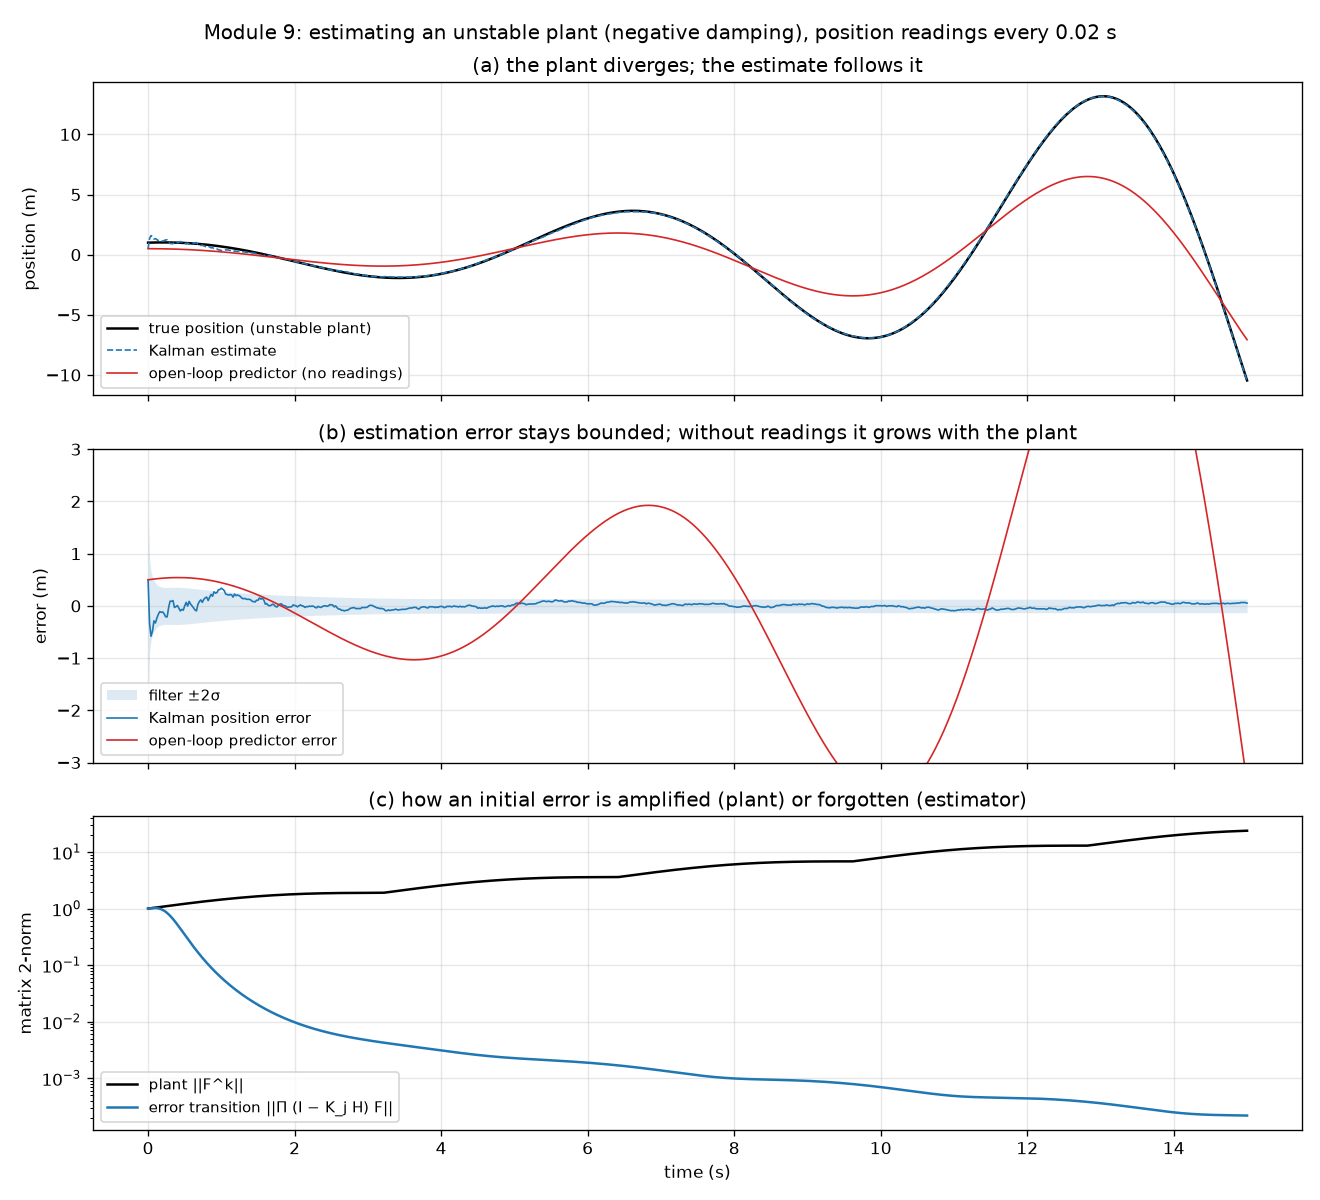 Module 9: estimating an unstable plant (negative damping), position readings every 0.02 s
(a) the plant diverges; the estimate follows it
10
5
0
−5
−10
position (m)
true position (unstable plant)
Kalman estimate
open-loop predictor (no readings)
(b) estimation error stays bounded; without readings it grows with the plant
3
2
1
0
−1
−2
−3
error (m)
filter ±2σ
Kalman position error
open-loop predictor error
(c) how an initial error is amplified (plant) or forgotten (estimator)
10¹
10⁰
10⁻¹
10⁻²
10⁻³
matrix 2-norm
plant ||F^k||
error transition ||Π (I − K_j H) F||
0 2 4 6 8 10 12 14
time (s)